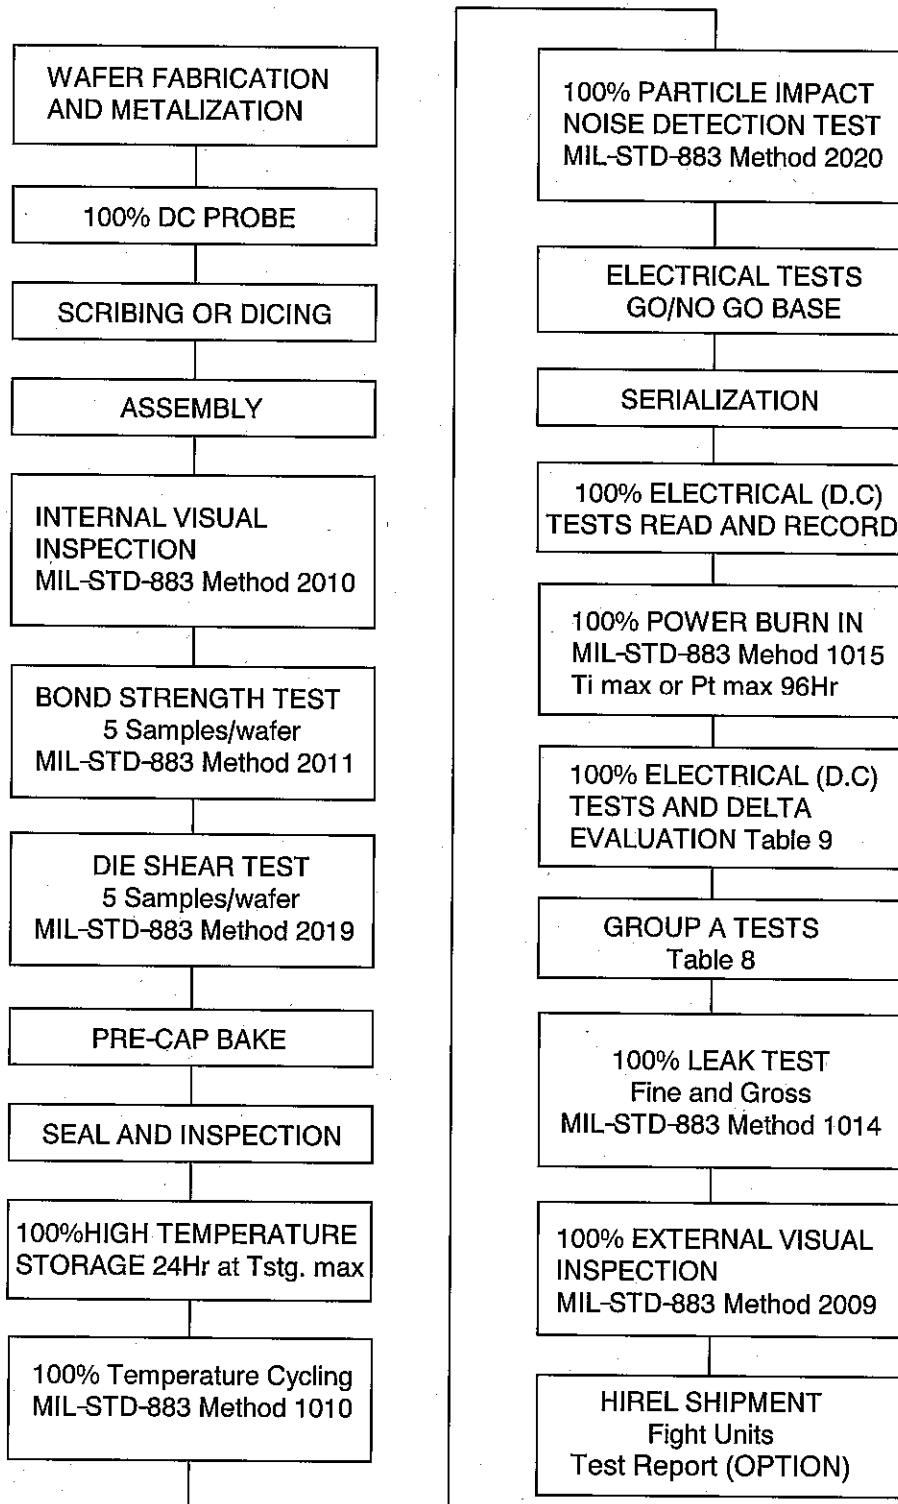 WAFER FABRICATION
AND METALIZATION
100% DC PROBE
SCRIBING OR DICING
ASSEMBLY
INTERNAL VISUAL
INSPECTION
MIL-STD-883 Method 2010
BOND STRENGTH TEST
5 Samples/wafer
MIL-STD-883 Method 2011
DIE SHEAR TEST
5 Samples/wafer
MIL-STD-883 Method 2019
PRE-CAP BAKE
SEAL AND INSPECTION
100%HIGH TEMPERATURE
STORAGE 24Hr at Tstg. max
100% Temperature Cycling
MIL-STD-883 Method 1010
100% PARTICLE IMPACT
NOISE DETECTION TEST
MIL-STD-883 Method 2020
ELECTRICAL TESTS
GO/NO GO BASE
SERIALIZATION
100% ELECTRICAL (D.C)
TESTS READ AND RECORD
100% POWER BURN IN
MIL-STD-883 Mehod 1015
Ti max or Pt max 96Hr
100% ELECTRICAL (D.C)
TESTS AND DELTA
EVALUATION Table 9
GROUP A TESTS
Table 8
100% LEAK TEST
Fine and Gross
MIL-STD-883 Method 1014
100% EXTERNAL VISUAL
INSPECTION
MIL-STD-883 Method 2009
HIREL SHIPMENT
Fight Units
Test Report (OPTION)